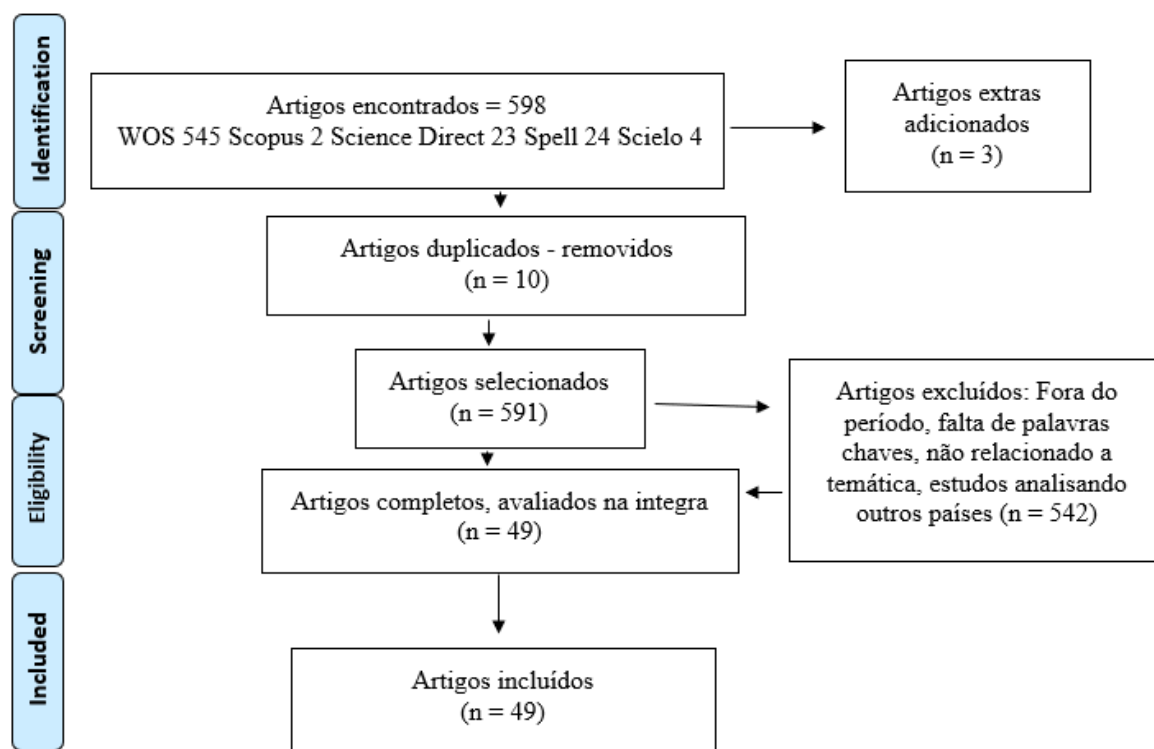 Identification
Artigos encontrados = 598
WOS 545 Scopus 2 Science Direct 23 Spell 24 Scielo 4
Artigos extras
adicionados
(n = 3)
Screening
Artigos duplicados - removidos
(n = 10)
Artigos selecionados
(n = 591)
Artigos excluídos: Fora do
período, falta de palavras
chaves, não relacionado a
temática, estudos analisando
outros países (n = 542)
Eligibility
Artigos completos, avaliados na integra
(n = 49)
Included
Artigos incluídos
(n = 49)